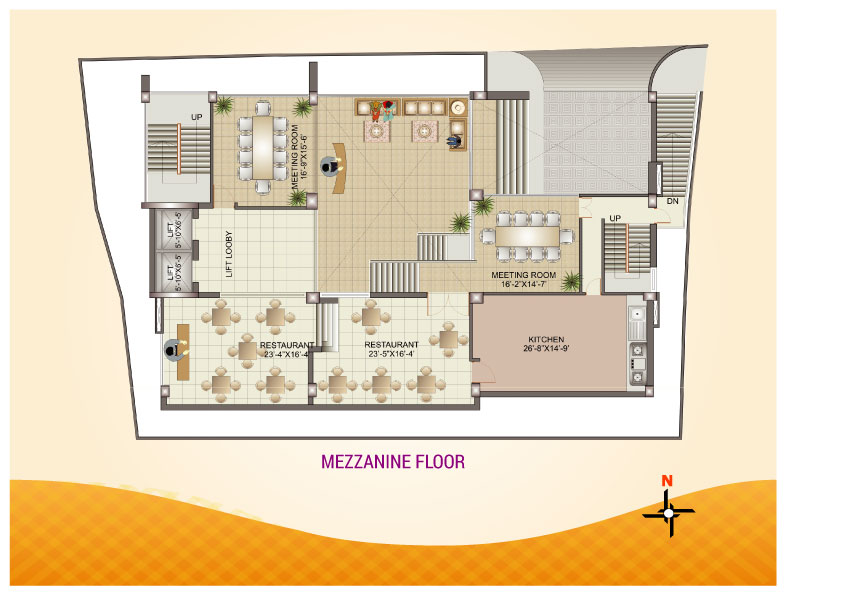 UP
MEETING ROOM
16'-9"X15'-6'
LIFT
5'-10"X6'-5"
LIFT
5'-10"X6'-5"
LIFT LOOBY
DN
UP
MEETING ROOM
16'-2"X14'-7'
RESTAURANT
23'-4"X16'-4'
RESTAURANT
23'-5"X16'-4'
KITCHEN
26'-8"X14'-9'
MEZZANINE FLOOR
N